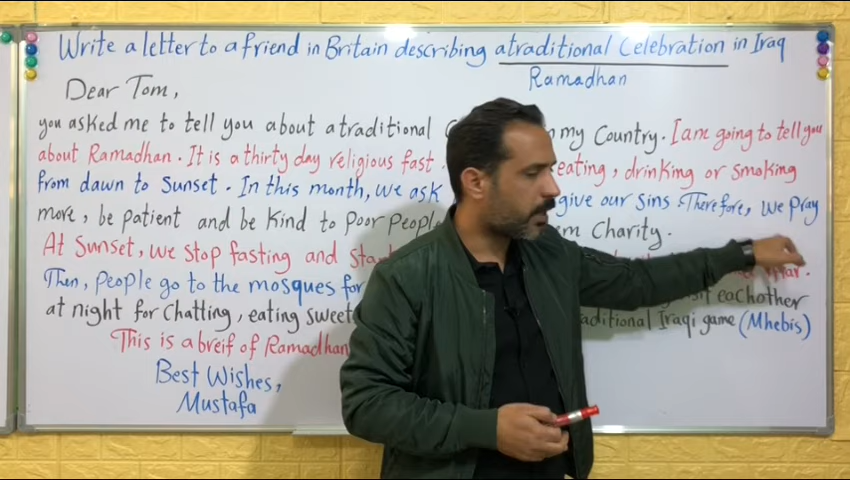 Write a letter to a friend in Britain describing atraditional Celebration in Iraq
Ramadhan
Dear Tom,
you asked me to tell you about atraditional my Country. I am going to tell you
about Ramadhan. It is a thirty day religious fast. eating, drinking or smoking
from dawn to Sunset. In this month, we ask give our sins. Therefore, we pray
more, be patient and be Kind to Poor People Charity.
At Sunset, we stop fasting and
Then, People go to the mosques for eachother
at night for Chatting, eating Iraqi game (Mhebis)
This is a breif of Ramadhan
Best Wishes,
Mustafa